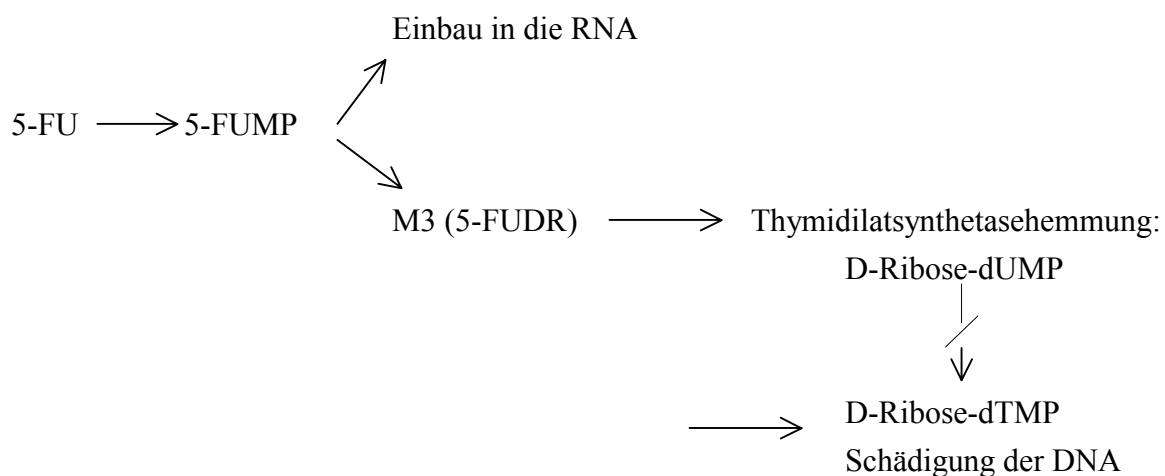 Einbau in die RNA
5-FU
5-FUMP
M3 (5-FUDR)
Thymidilatsynthetasehemmung:
D-Ribose-dUMP
D-Ribose-dTMP
Schädigung der DNA